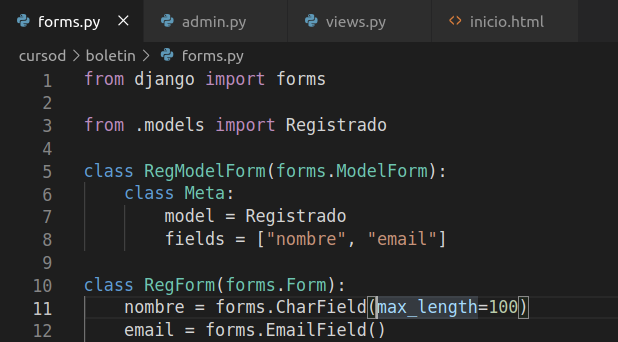 forms.py × admin.py views.py <> inicio.html
cursod > boletin > forms.py
1 from django import forms
2
3 from .models import Registrado
4
5 class RegModelForm(forms.ModelForm):
6     class Meta:
7         model = Registrado
8         fields = ["nombre", "email"]
9
10 class RegForm(forms.Form):
11     nombre = forms.CharField(max_length=100)
12     email = forms.EmailField()